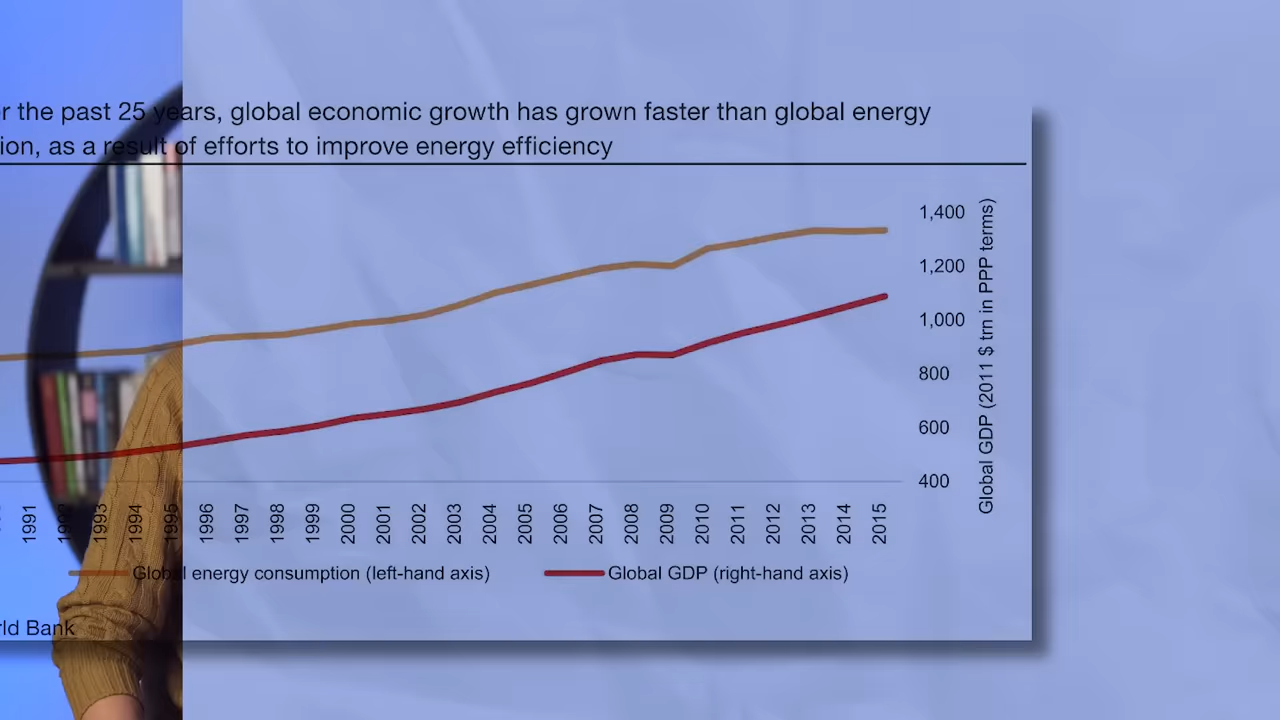 r the past 25 years, global economic growth has grown faster than global energy
ion, as a result of efforts to improve energy efficiency
1,400
1,200
1,000
800
600
400
Global GDP (2011 $ trn in PPP terms)
1991 1992 1993 1994 1995 1996 1997 1998 1999 2000 2001 2002 2003 2004 2005 2006 2007 2008 2009 2010 2011 2012 2013 2014 2015
Global energy consumption (left-hand axis) Global GDP (right-hand axis)
rld Bank